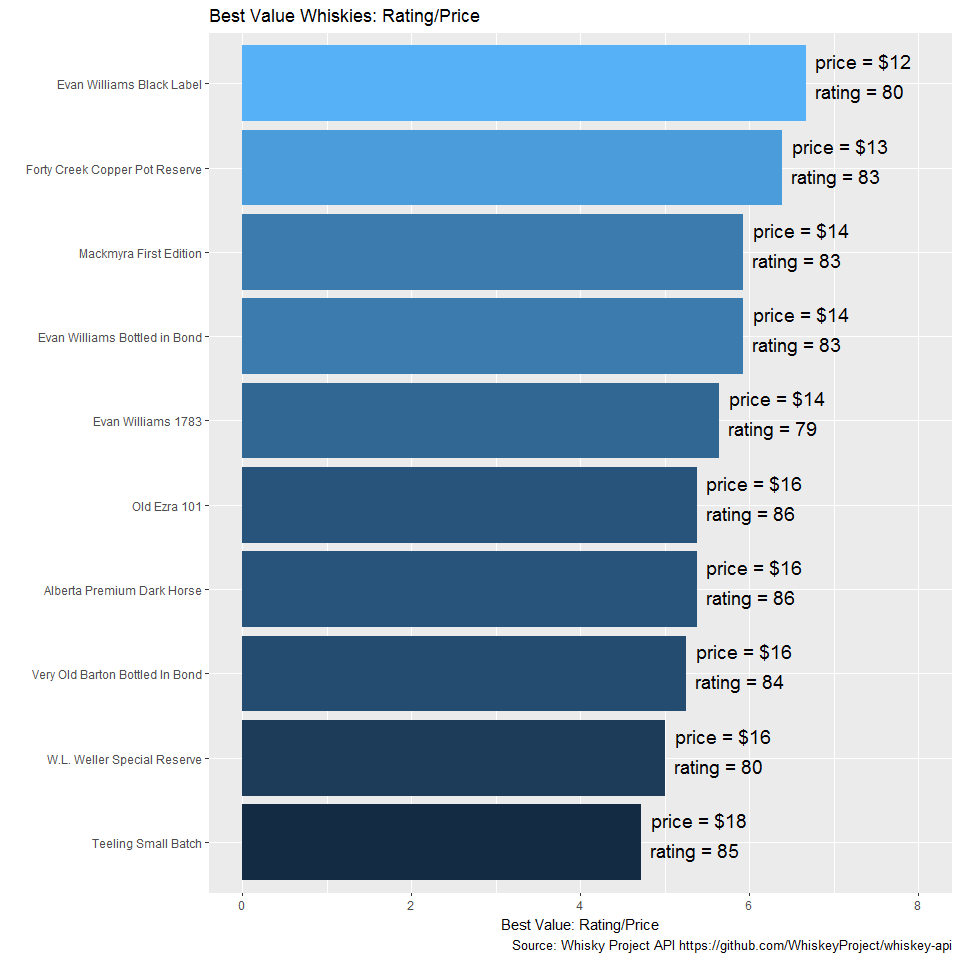 Best Value Whiskies: Rating/Price
Evan Williams Black Label
price = $12
rating = 80
Forty Creek Copper Pot Reserve
price = $13
rating = 83
Mackmyra First Edition
price = $14
rating = 83
Evan Williams Bottled in Bond
price = $14
rating = 83
Evan Williams 1783
price = $14
rating = 79
Old Ezra 101
price = $16
rating = 86
Alberta Premium Dark Horse
price = $16
rating = 86
Very Old Barton Bottled In Bond
price = $16
rating = 84
W.L. Weller Special Reserve
price = $16
rating = 80
Teeling Small Batch
price = $18
rating = 85
0 2 4 6 8
Best Value: Rating/Price
Source: Whisky Project API https://github.com/WhiskeyProject/whiskey-api